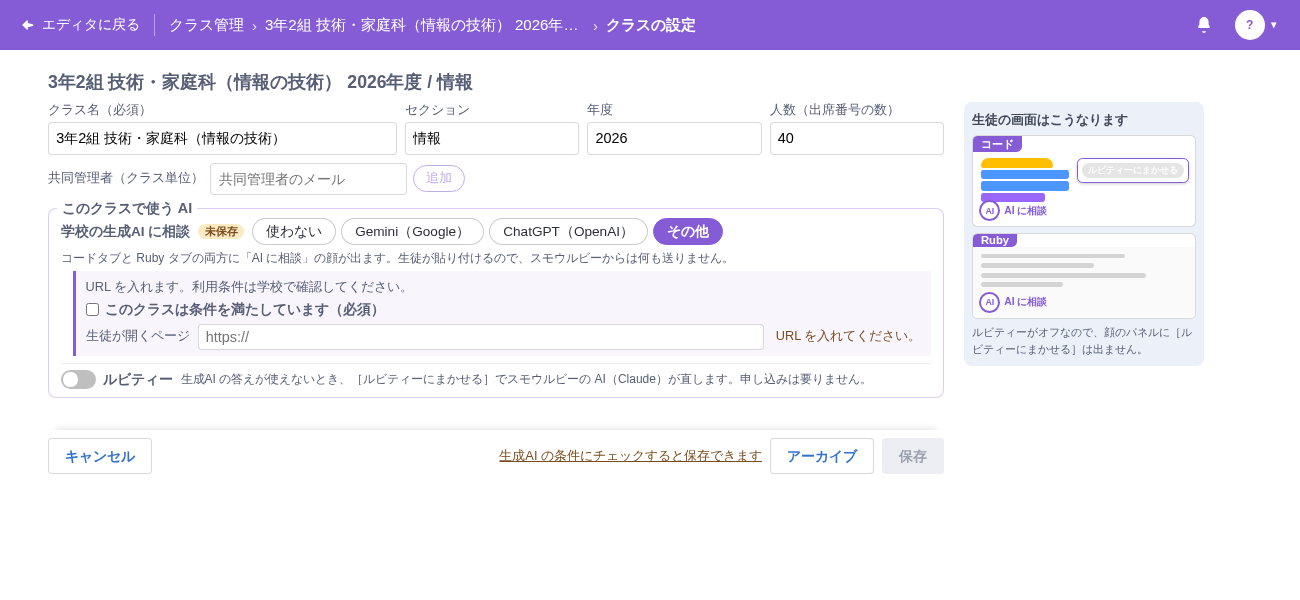 エディタに戻る
クラス管理 › 3年2組 技術・家庭科（情報の技術） 2026年… › クラスの設定
?
3年2組 技術・家庭科（情報の技術） 2026年度 / 情報
クラス名（必須） セクション 年度 人数（出席番号の数）
3年2組 技術・家庭科（情報の技術） 情報 2026 40
共同管理者（クラス単位） 共同管理者のメール 追加
このクラスで使う AI
学校の生成AI に相談 未保存 使わない Gemini（Google） ChatGPT（OpenAI） その他
コードタブと Ruby タブの両方に「AI に相談」の顔が出ます。生徒が貼り付けるので、スモウルビーからは何も送りません。
URL を入れます。利用条件は学校で確認してください。
このクラスは条件を満たしています（必須）
生徒が開くページ https:// URL を入れてください。
ルビティー 生成AI の答えが使えないとき、［ルビティーにまかせる］でスモウルビーの AI（Claude）が直します。申し込みは要りません。
キャンセル 生成AI の条件にチェックすると保存できます アーカイブ 保存
生徒の画面はこうなります
コード
ルビティーにまかせる
AI AI に相談
Ruby
AI AI に相談
ルビティーがオフなので、顔のパネルに［ル
ビティーにまかせる］は出ません。